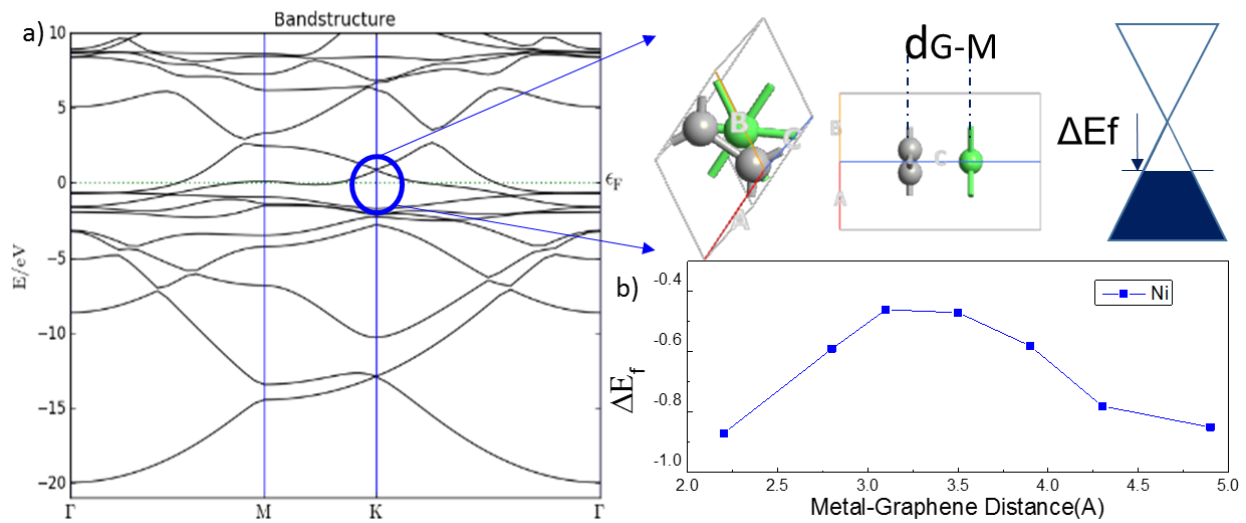 a)
Bandstructure
E/eV
10
5
0
−5
−10
−15
−20
Γ
M
K
Γ
ϵF
dG-M
B
C
A
B
C
A
ΔEf
b)
ΔEf
-0.4
-0.6
-0.8
-1.0
Ni
2.0
2.5
3.0
3.5
4.0
4.5
5.0
Metal-Graphene Distance(A)